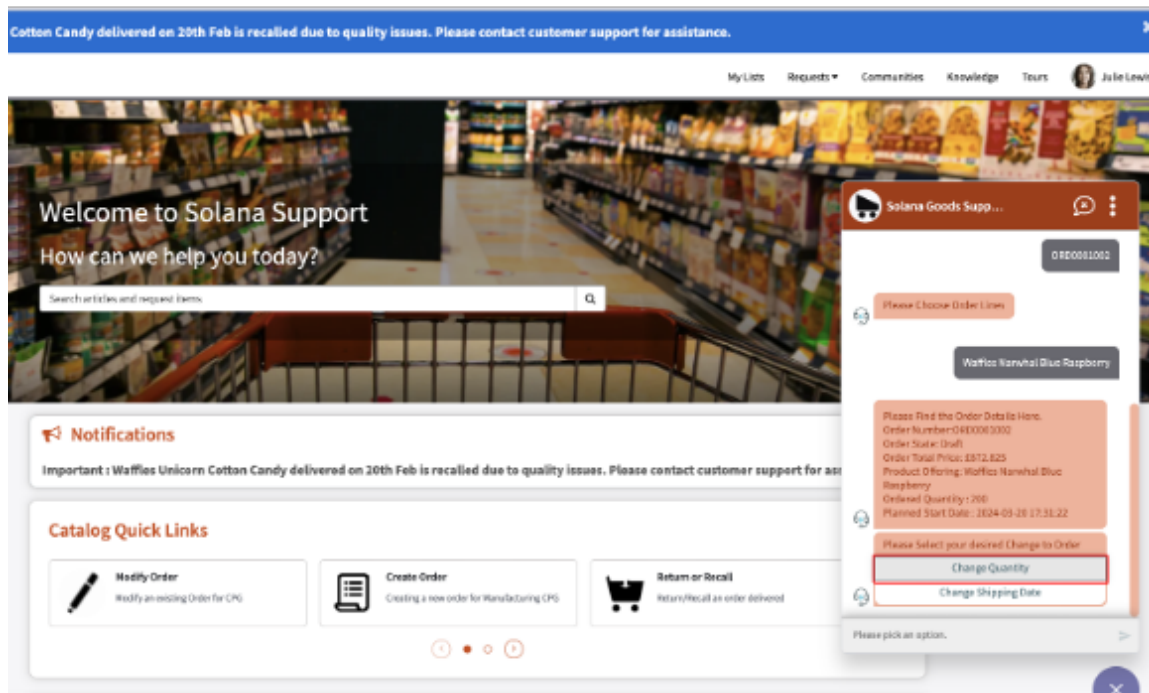 Cotton Candy delivered on 20th Feb is recalled due to quality issues. Please contact customer support for assistance.
My Lists Requests Communities Knowledge Tours Julie Lewis
Welcome to Solana Support
How can we help you today?
Search articles and request items
Notifications
Important : Waffles Unicorn Cotton Candy delivered on 20th Feb is recalled due to quality issues. Please contact customer support for ass
Catalog Quick Links
Modify Order
Modify an existing Order for CPG
Create Order
Creating a new order for Manufacturing CPG
Return or Recall
Return/Recall an order delivered
Solana Goods Supp...
ORD0001002
Please Choose Order Lines
Waffles Narwhal Blue Raspberry
Please Find the Order Details Here.
Order Number:ORD0001002
Order State: Draft
Order Total Price: £672.825
Product Offering: Waffles Narwhal Blue
Raspberry
Ordered Quantity : 200
Planned Start Date : 2024-03-20 17:31:22
Please Select your desired Change to Order
Change Quantity
Change Shipping Date
Please pick an option.